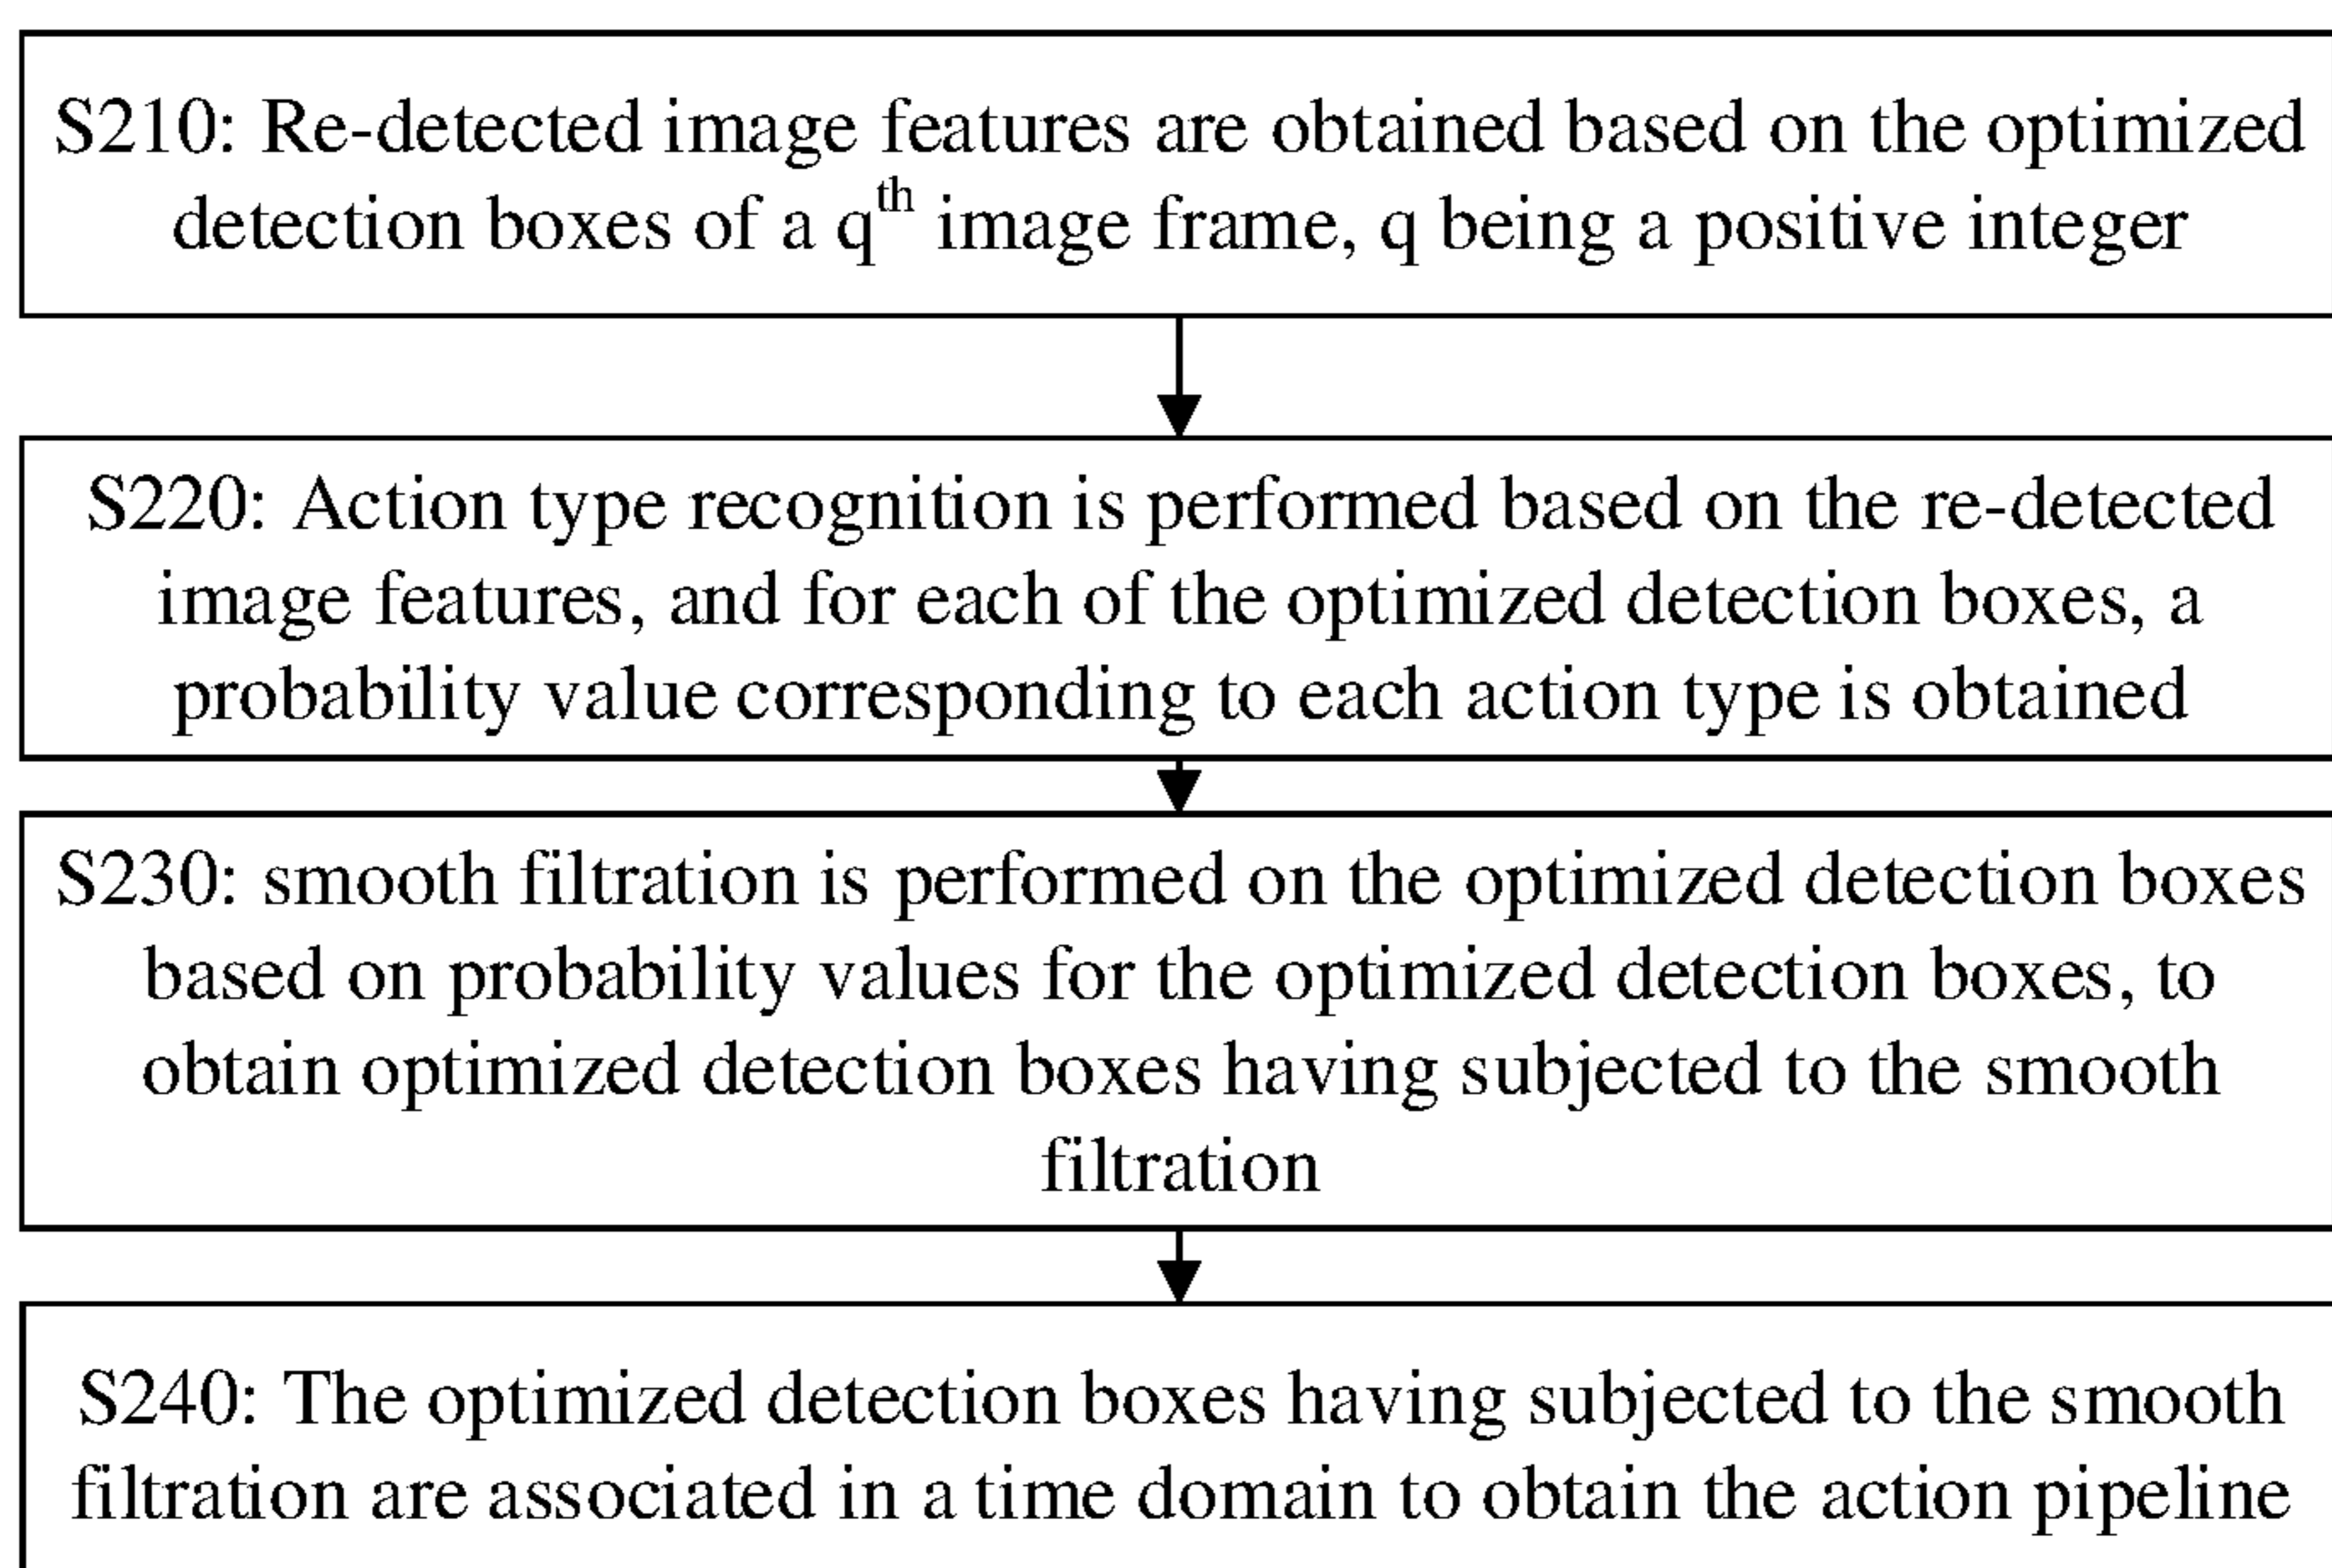 S210: Re-detected image features are obtained based on the optimized
detection boxes of a qth image frame, q being a positive integer
S220: Action type recognition is performed based on the re-detected
image features, and for each of the optimized detection boxes, a
probability value corresponding to each action type is obtained
S230: smooth filtration is performed on the optimized detection boxes
based on probability values for the optimized detection boxes, to
obtain optimized detection boxes having subjected to the smooth
filtration
S240: The optimized detection boxes having subjected to the smooth
filtration are associated in a time domain to obtain the action pipeline